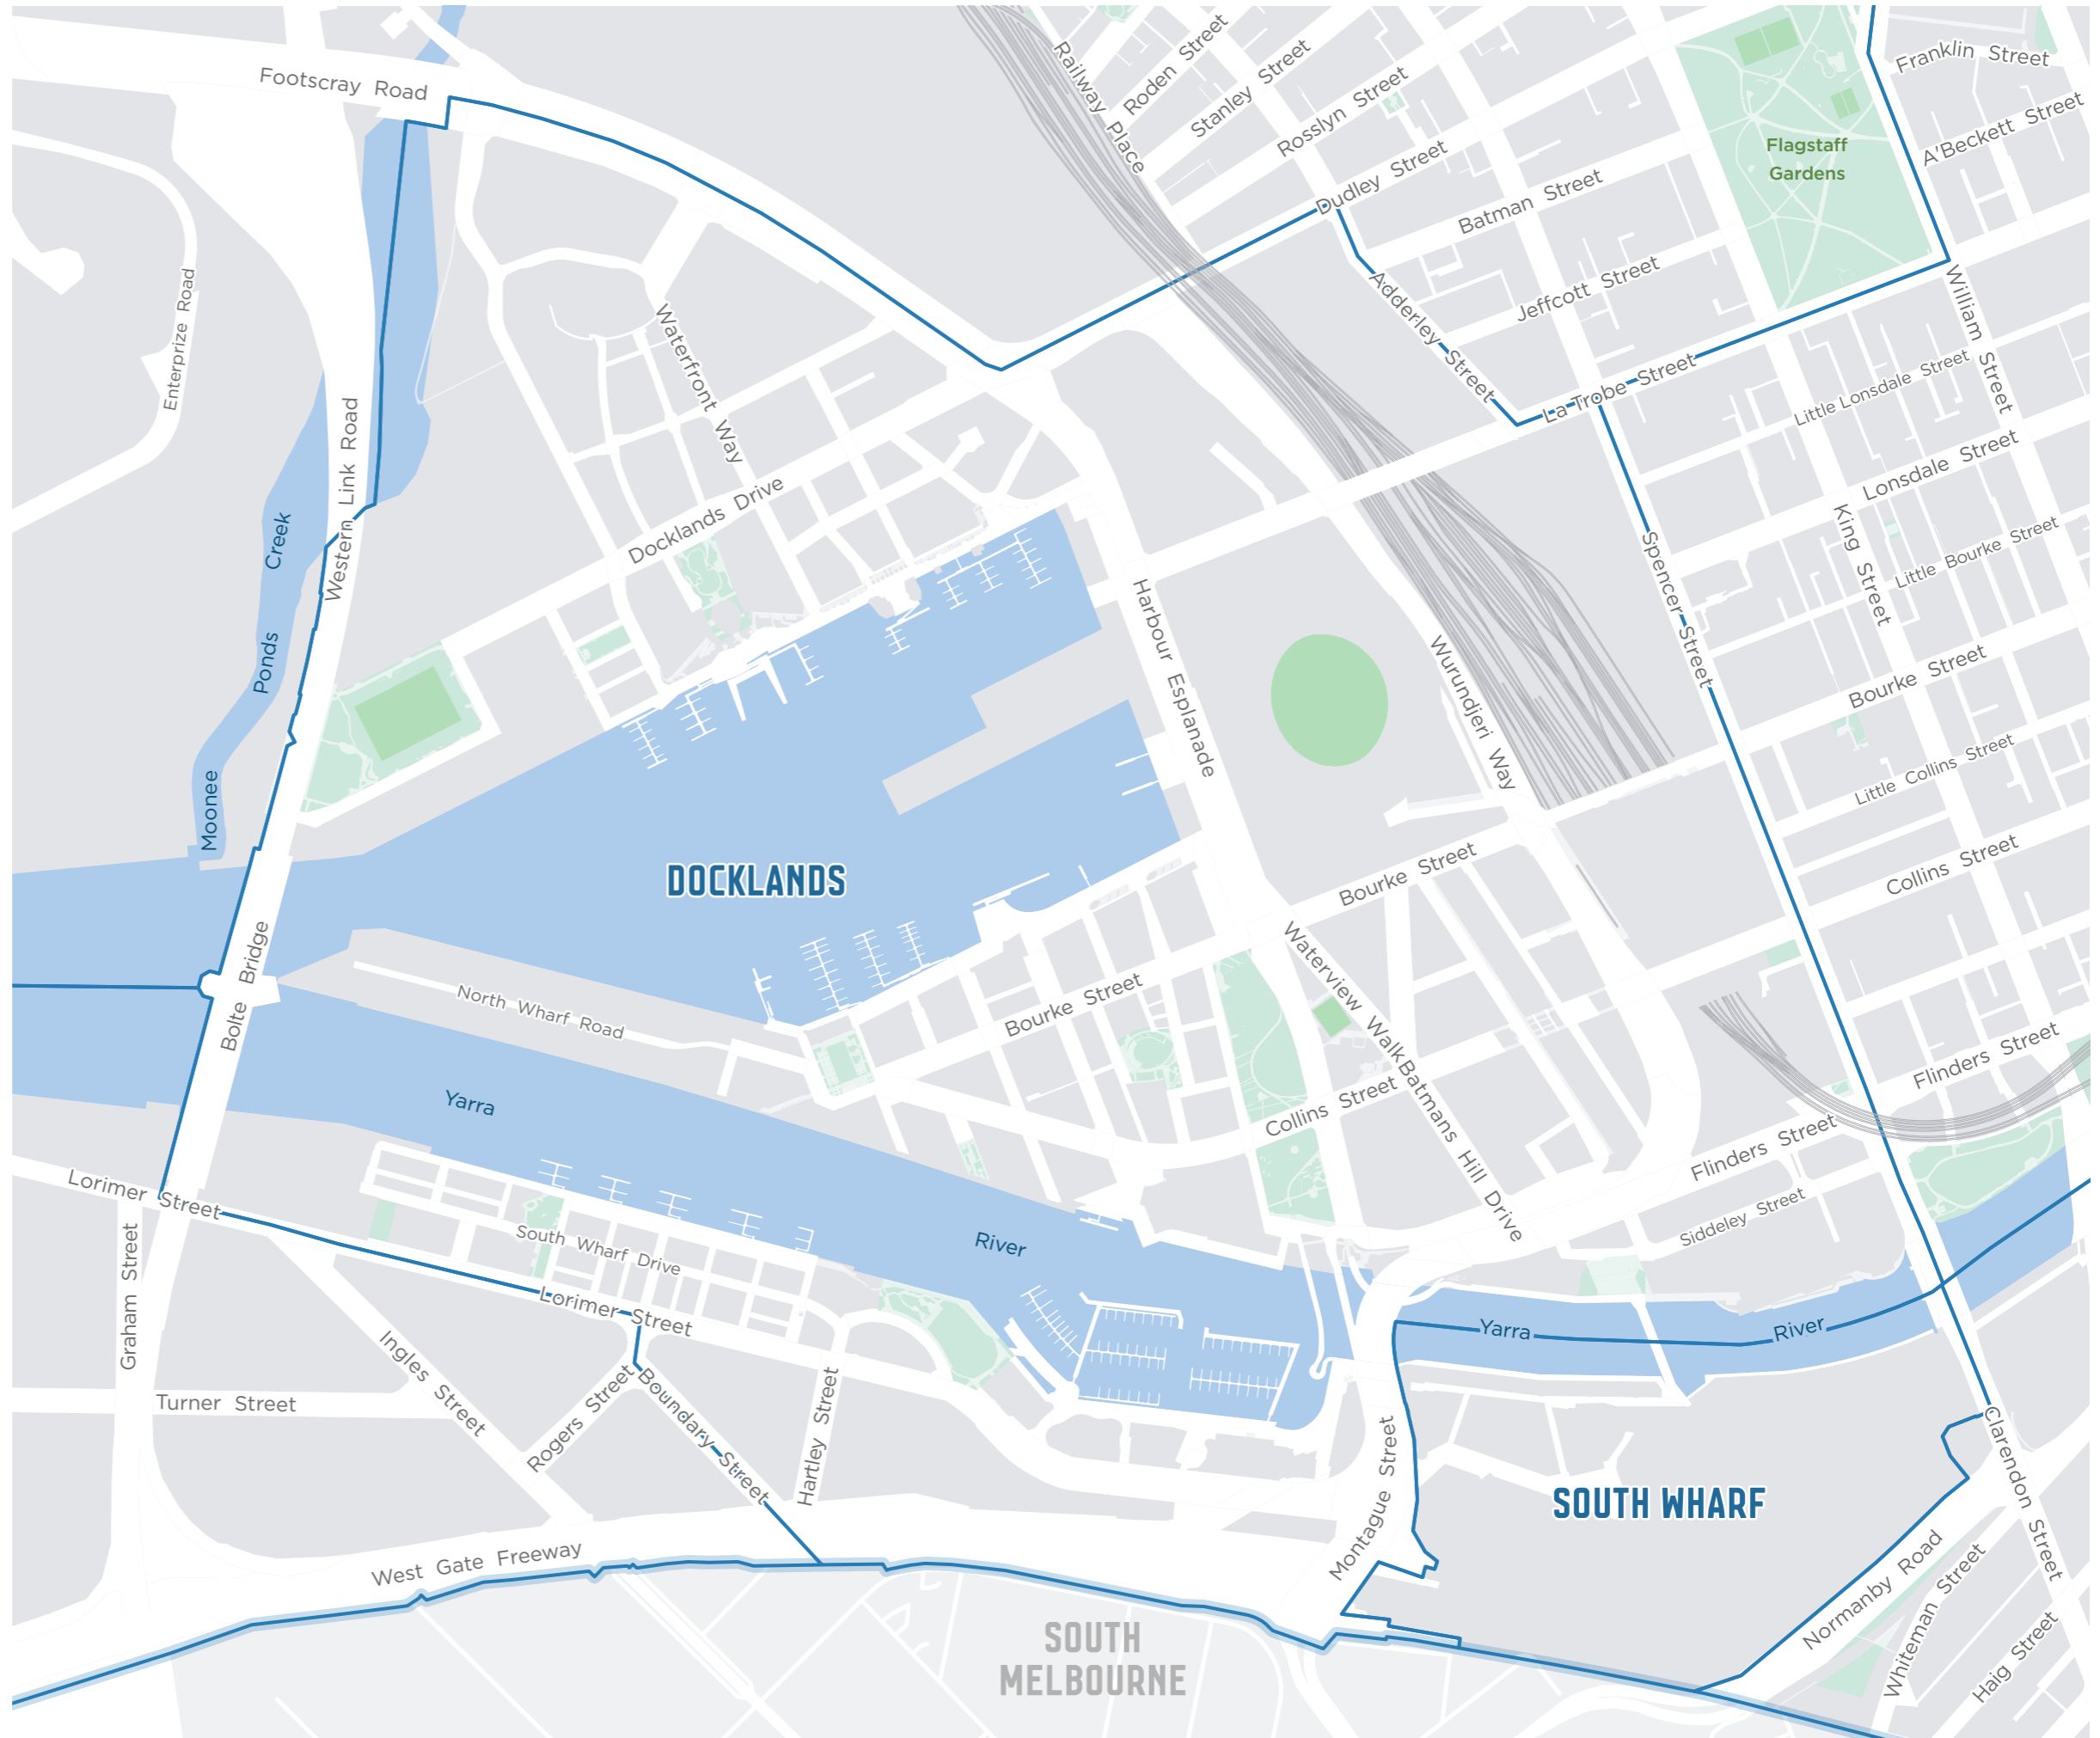 Footscray Road
Railway Place
Roden Street
Stanley Street
Rosslyn Street
Dudley Street
Batman Street
Jeffcott Street
Adderley Street
Flagstaff
Gardens
Franklin Street
A'Beckett Street
William Street
La Trobe Street
Little Lonsdale Street
Lonsdale Street
King Street
Little Bourke Street
Spencer Street
Bourke Street
Little Collins Street
Collins Street
Flinders Street
Enterprize Road
Western Link Road
Moonee Ponds Creek
Waterfront Way
Docklands Drive
Harbour Esplanade
Wurundjeri Way
DOCKLANDS
Bourke Street
Bolte Bridge
North Wharf Road
Bourke Street
Waterview Walk
Batmans Hill Drive
Collins Street
Flinders Street
Siddeley Street
Yarra River
Lorimer Street
South Wharf Drive
Lorimer Street
Graham Street
Turner Street
Ingles Street
Rogers Street
Boundary Street
Hartley Street
Yarra River
Montague Street
SOUTH WHARF
Clarendon Street
Normanby Road
Whiteman Street
Haig Street
West Gate Freeway
SOUTH
MELBOURNE